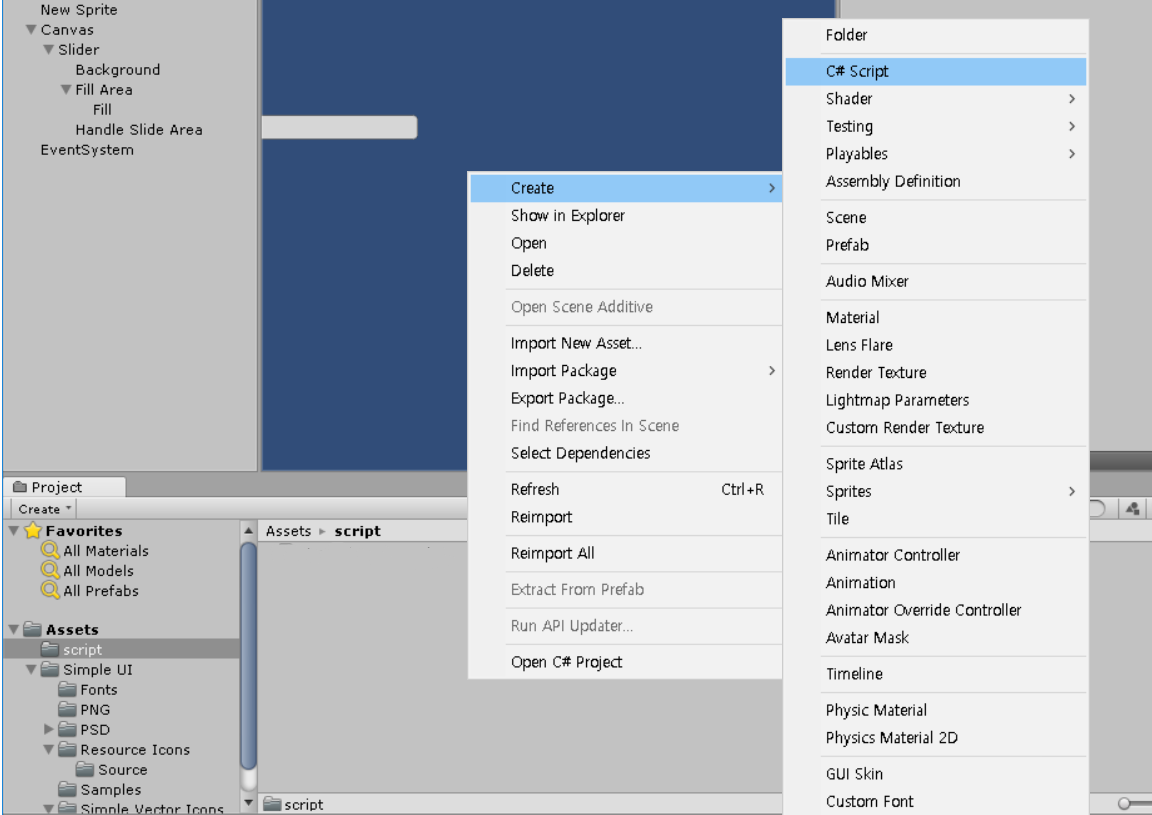 New Sprite
Canvas
Slider
Background
Fill Area
Fill
Handle Slide Area
EventSystem
Create
Show in Explorer
Open
Delete
Open Scene Additive
Import New Asset...
Import Package
Export Package...
Find References In Scene
Select Dependencies
Refresh Ctrl+R
Reimport
Reimport All
Extract From Prefab
Run API Updater...
Open C# Project
Folder
C# Script
Shader
Testing
Playables
Assembly Definition
Scene
Prefab
Audio Mixer
Material
Lens Flare
Render Texture
Lightmap Parameters
Custom Render Texture
Sprite Atlas
Sprites
Tile
Animator Controller
Animation
Animator Override Controller
Avatar Mask
Timeline
Physic Material
Physics Material 2D
GUI Skin
Custom Font
Project
Create
Favorites
All Materials
All Models
All Prefabs
Assets
script
Simple UI
Fonts
PNG
PSD
Resource Icons
Source
Samples
Simple Vector Icons
Assets script
script